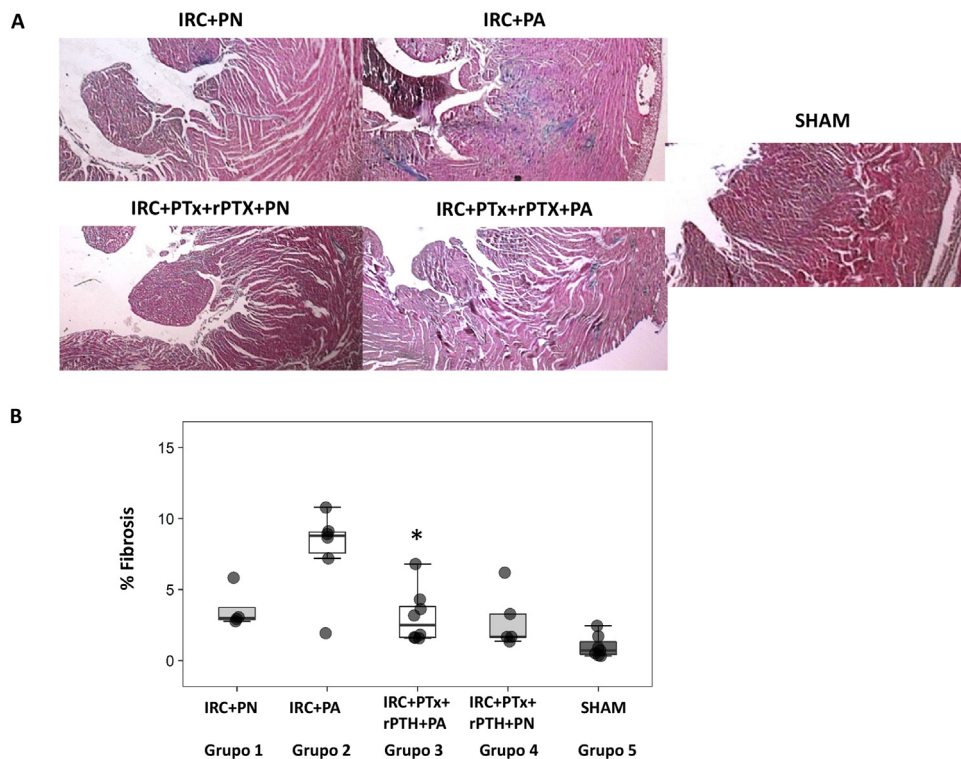 A
IRC+PN
IRC+PA
SHAM
IRC+PTx+rPTX+PN
IRC+PTx+rPTX+PA
B
% Fibrosis
15
10
5
0
*
IRC+PN
IRC+PA
IRC+PTx+
rPTH+PA
IRC+PTx+
rPTH+PN
SHAM
Grupo 1
Grupo 2
Grupo 3
Grupo 4
Grupo 5